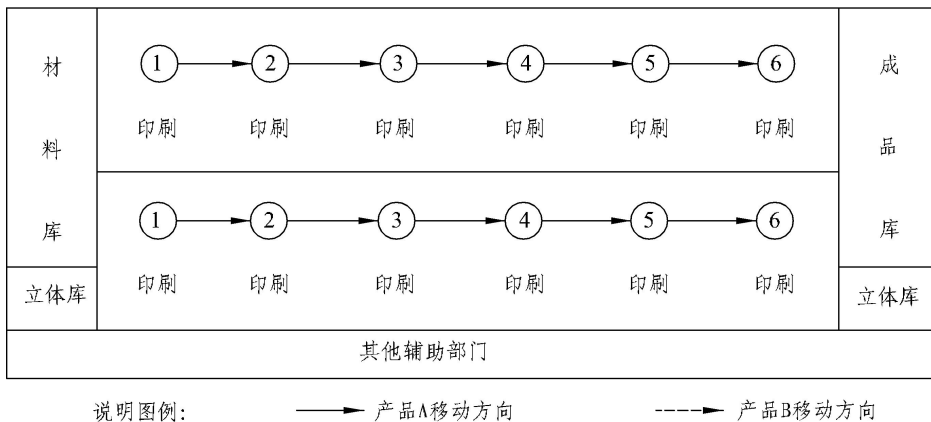 材料库
立体库
1 2 3 4 5 6
印刷 印刷 印刷 印刷 印刷 印刷
1 2 3 4 5 6
印刷 印刷 印刷 印刷 印刷 印刷
成品库
立体库
其他辅助部门
说明图例: 产品A移动方向 产品B移动方向